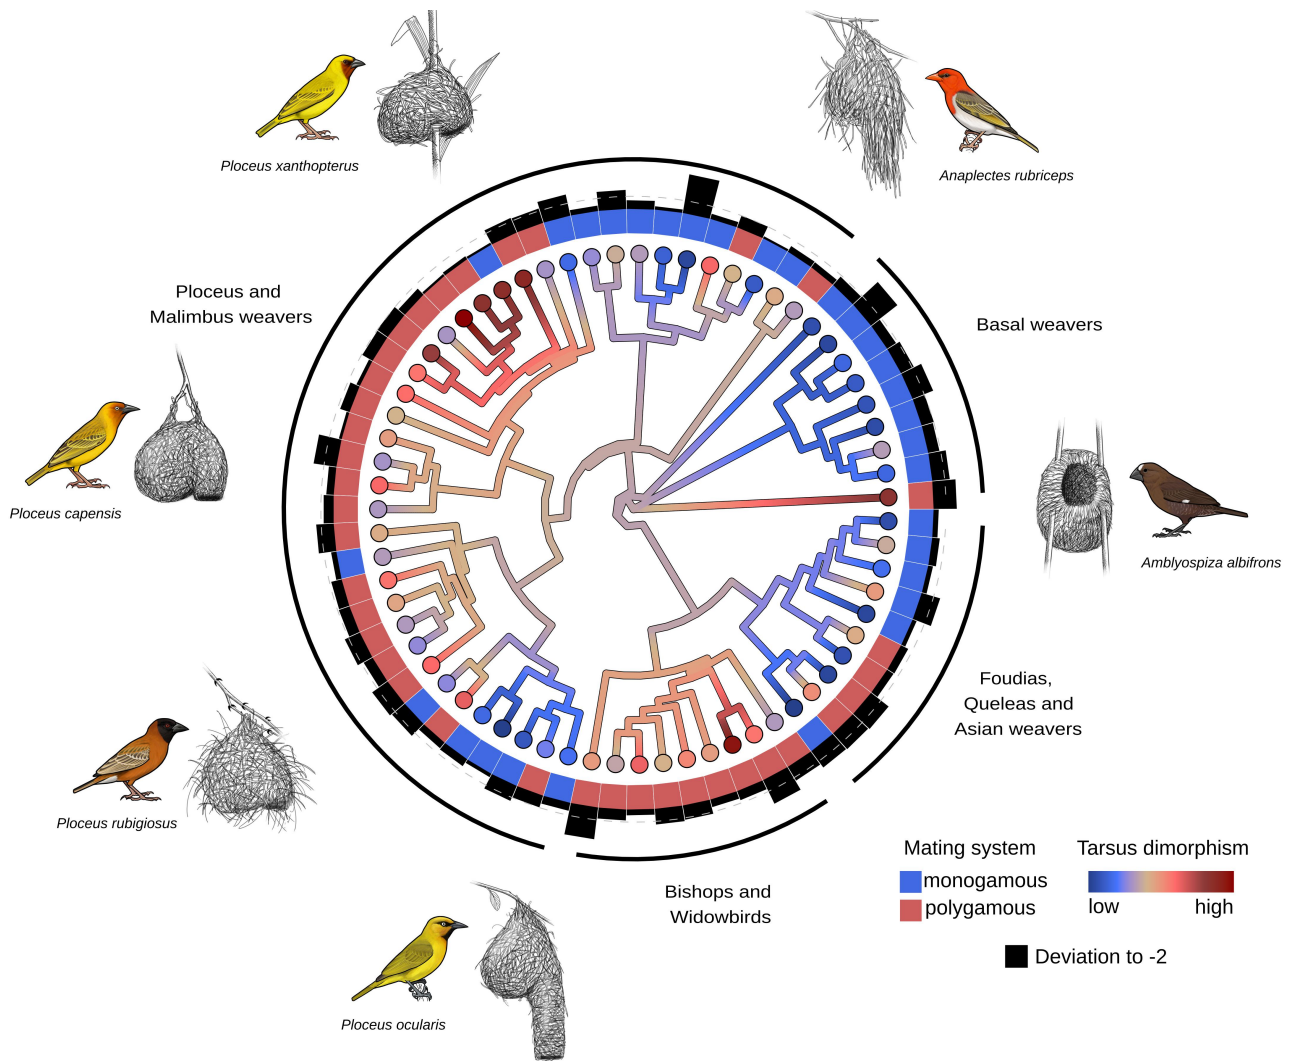 Ploceus xanthopterus
Anaplectes rubriceps
Ploceus and
Malimbus weavers
Basal weavers
Ploceus capensis
Amblyospiza albifrons
Foudias,
Queleas and
Asian weavers
Ploceus rubigiosus
Bishops and
Widowbirds
Mating system
monogamous
polygamous
Tarsus dimorphism
low high
Deviation to -2
Ploceus ocularis